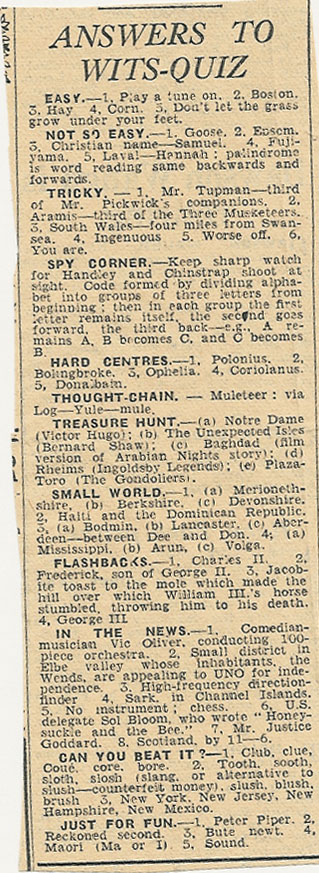 ANSWERS TO
WITS-QUIZ
EASY.—1, Play a tune on. 2, Boston.
3, Hay 4, Corn. 5, Don't let the grass
grow under your feet.
NOT SO EASY.—1. Goose. 2, Epsom.
3, Christian name—Samuel. 4, Fuji-
yama. 5, Laval—Hannah; palindrome
is word reading same backwards and
forwards.
TRICKY. — 1, Mr. Tupman—third
of Mr. Pickwick's companions. 2,
Aramis—third of the Three Musketeers.
3, South Wales—four miles from Swan-
sea. 4, Ingenuous 5, Worse off. 6,
You are.
SPY CORNER.—Keep sharp watch
for Handley and Chinstrap shoot at
sight. Code formed by dividing alpha-
bet into groups of three letters from
beginning; then in each group the first
letter remains itself, the second goes
forward, the third back—e.g., A re-
mains A, B becomes C, and C becomes
B.
HARD CENTRES.—1, Polonius. 2,
Bolingbroke. 3, Ophelia. 4, Coriolanus.
5, Donalbain.
THOUGHT-CHAIN. — Muleteer: via
Log—Yule—mule.
TREASURE HUNT.—(a) Notre Dame
(Victor Hugo); (b) The Unexpected Isles
(Bernard Shaw); (c) Baghdad (film
version of Arabian Nights story); (d)
Rheims (Ingoldsby Legends); (e) Plaza-
Toro (The Gondoliers).
SMALL WORLD.—1, (a) Merioneth-
shire, (b) Berkshire, (c) Devonshire.
2, Haiti and the Dominican Republic.
3, (a) Bodmin, (b) Lancaster, (c) Aber-
deen—between Dee and Don. 4; (a)
Mississippi, (b) Arun, (c) Volga.
FLASHBACKS.—1, Charles II. 2,
Frederick, son of George II. 3, Jacob-
ite toast to the mole which made the
hill over which William III.'s horse
stumbled, throwing him to his death.
4, George III
IN THE NEWS.—1, Comedian-
musician Vic Oliver, conducting 100-
piece orchestra. 2, Small district in
Elbe valley whose inhabitants, the
Wends, are appealing to UNO for inde-
pendence. 3, High-frequency direction-
finder 4, Sark, in Channel Islands.
5, No instrument; chess. 6, U.S.
delegate Sol Bloom, who wrote "Honey-
suckle and the Bee." 7, Mr. Justice
Goddard. 8, Scotland, by 11—6.
CAN YOU BEAT IT?—1, Club, clue,
Coué, core, bore. 2, Tooth, sooth,
sloth, slosh (slang, or alternative to
slush—counterfeit money), slush, blush,
brush 3, New York, New Jersey, New
Hampshire, New Mexico.
JUST FOR FUN.—1, Peter Piper. 2,
Reckoned second. 3, Bute newt. 4,
Maori (Ma or I). 5, Sound.